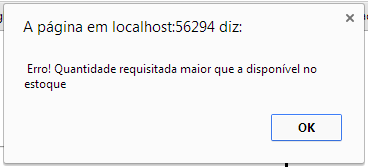 A página em localhost:56294 diz:
Erro! Quantidade requisitada maior que a disponível no
estoque
OK